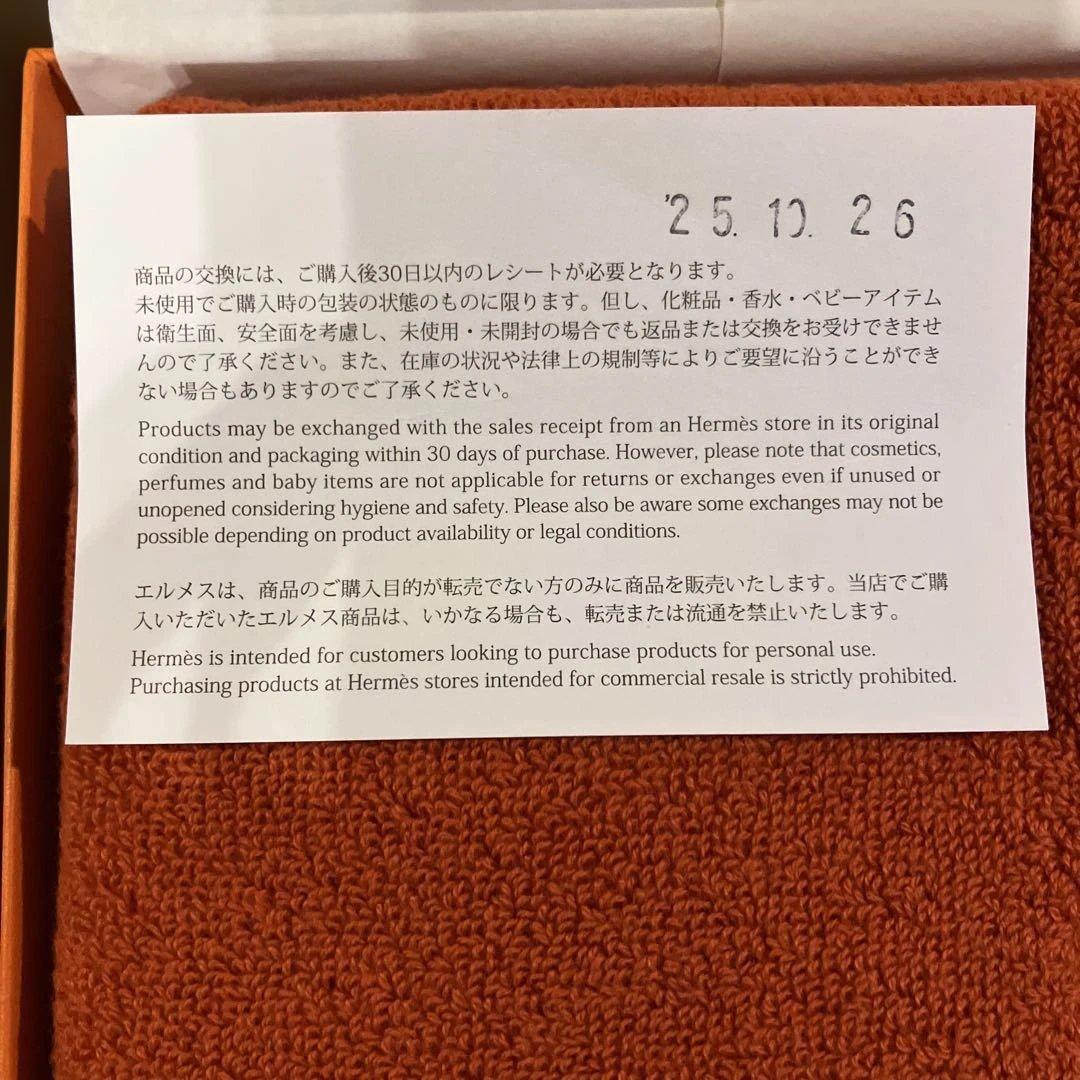 '25.10.26
商品の交換には、ご購入後30日以内のレシートが必要となります。
未使用でご購入時の包装の状態のものに限ります。但し、化粧品・香水・ベビーアイテム
は衛生面、安全面を考慮し、未使用・未開封の場合でも返品または交換をお受けできませ
んので了承ください。また、在庫の状況や法律上の規制等によりご要望に沿うことができ
ない場合もありますのでご了承ください。
Products may be exchanged with the sales receipt from an Hermès store in its original
condition and packaging within 30 days of purchase. However, please note that cosmetics,
perfumes and baby items are not applicable for returns or exchanges even if unused or
unopened considering hygiene and safety. Please also be aware some exchanges may not be
possible depending on product availability or legal conditions.
エルメスは、商品のご購入目的が転売でない方のみに商品を販売いたします。当店でご購
入いただいたエルメス商品は、いかなる場合も、転売または流通を禁止いたします。
Hermès is intended for customers looking to purchase products for personal use.
Purchasing products at Hermès stores intended for commercial resale is strictly prohibited.